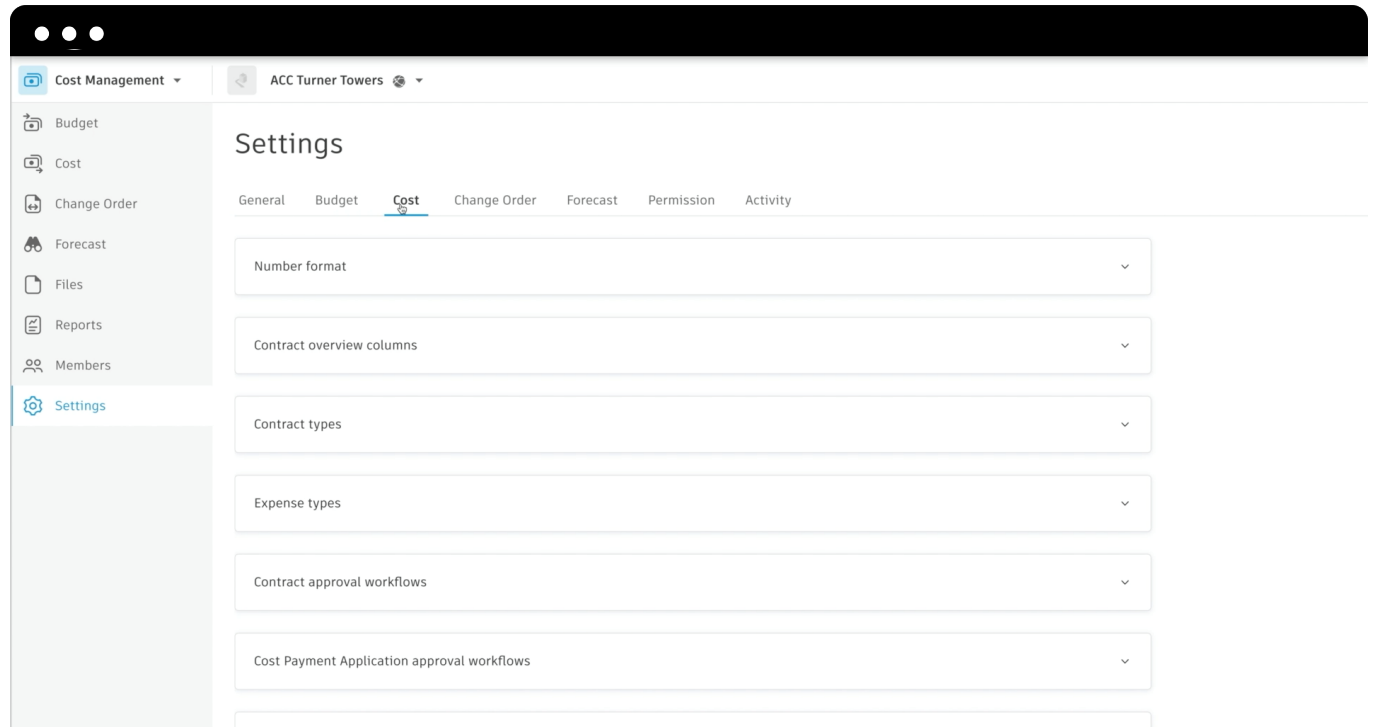 Cost Management
ACC Turner Towers
Budget
Cost
Change Order
Forecast
Files
Reports
Members
Settings
Settings
General Budget Cost Change Order Forecast Permission Activity
Number format
Contract overview columns
Contract types
Expense types
Contract approval workflows
Cost Payment Application approval workflows